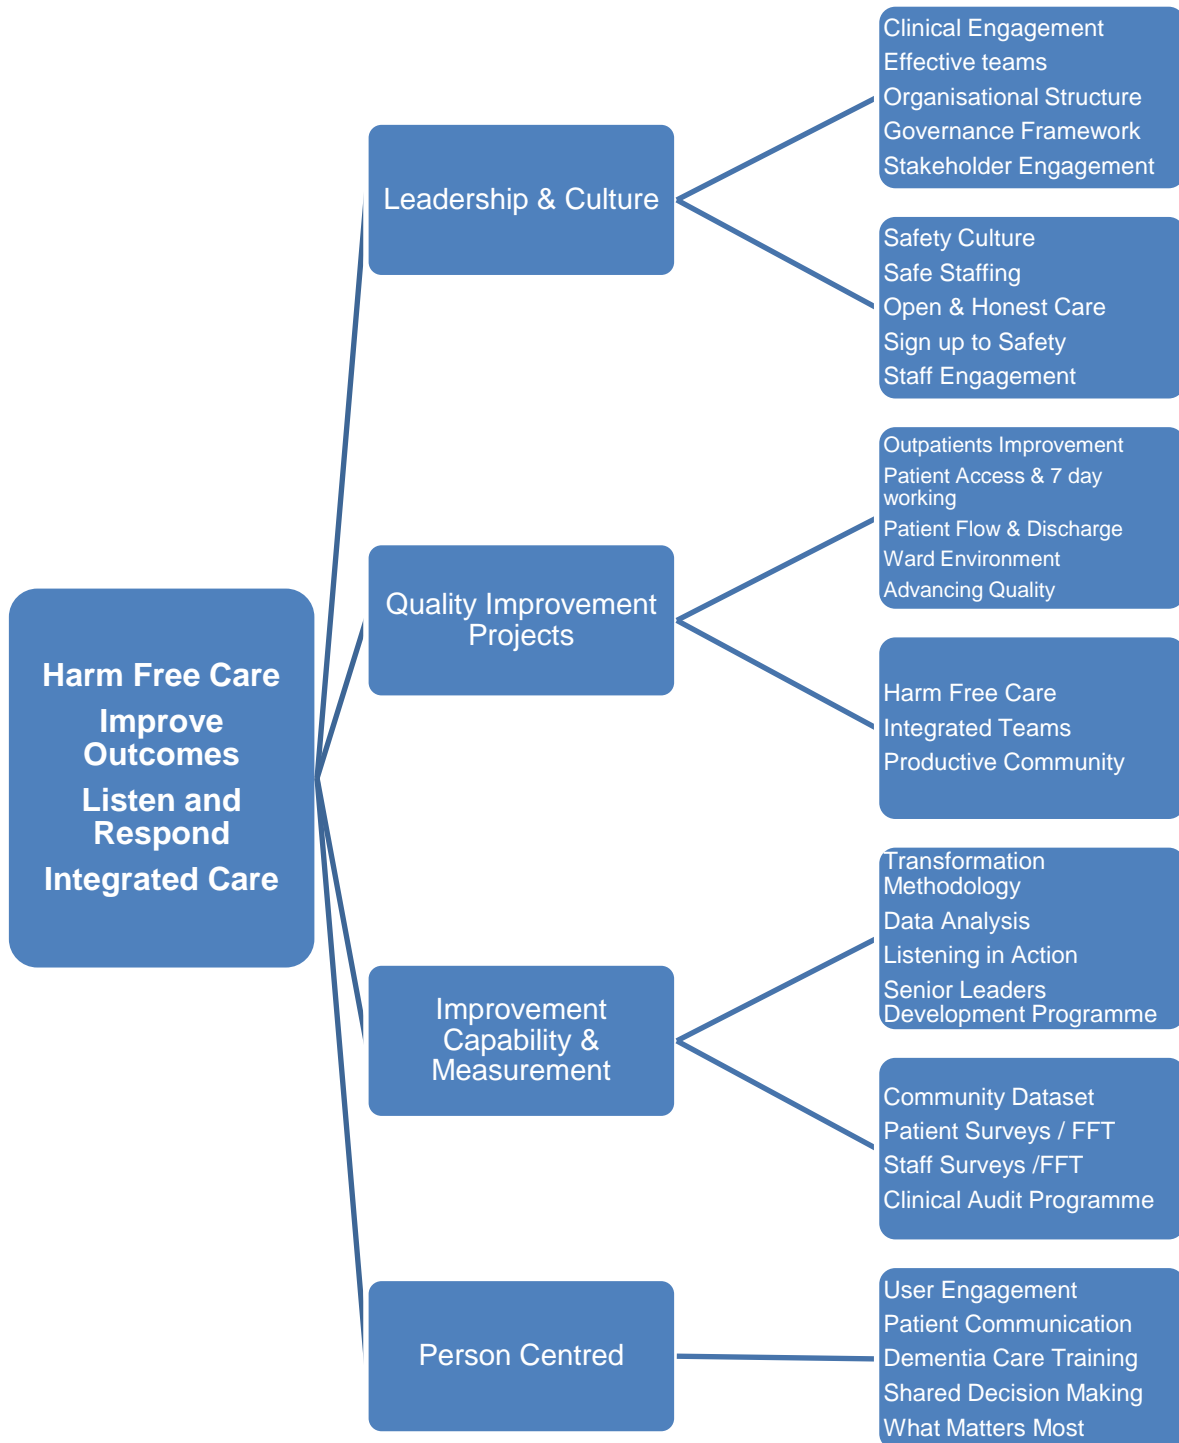 Harm Free Care
Improve
Outcomes
Listen and
Respond
Integrated Care
Leadership & Culture
Clinical Engagement
Effective teams
Organisational Structure
Governance Framework
Stakeholder Engagement
Safety Culture
Safe Staffing
Open & Honest Care
Sign up to Safety
Staff Engagement
Quality Improvement
Projects
Outpatients Improvement
Patient Access & 7 day
working
Patient Flow & Discharge
Ward Environment
Advancing Quality
Harm Free Care
Integrated Teams
Productive Community
Improvement
Capability &
Measurement
Transformation
Methodology
Data Analysis
Listening in Action
Senior Leaders
Development Programme
Community Dataset
Patient Surveys / FFT
Staff Surveys /FFT
Clinical Audit Programme
Person Centred
User Engagement
Patient Communication
Dementia Care Training
Shared Decision Making
What Matters Most